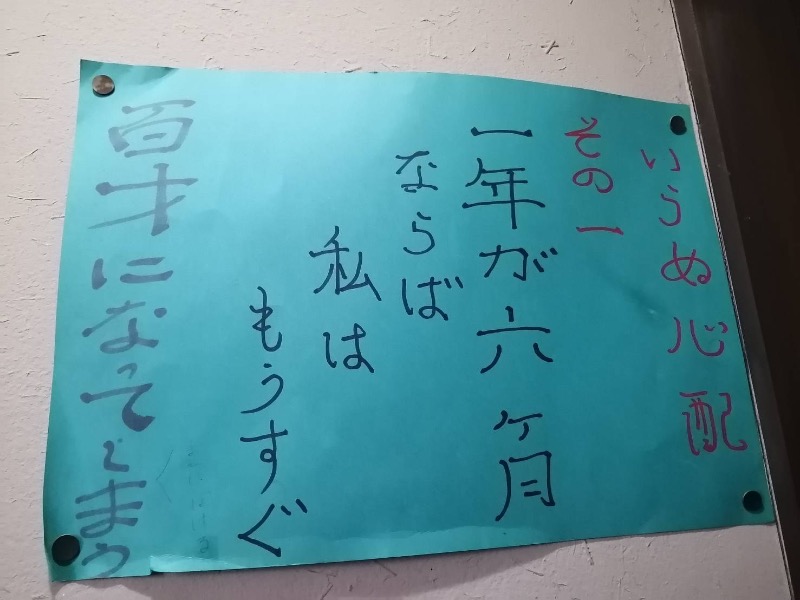 いらぬ心配
その一
一年が六ヶ月
ならば
私は
もうすぐ
百才になってしまう